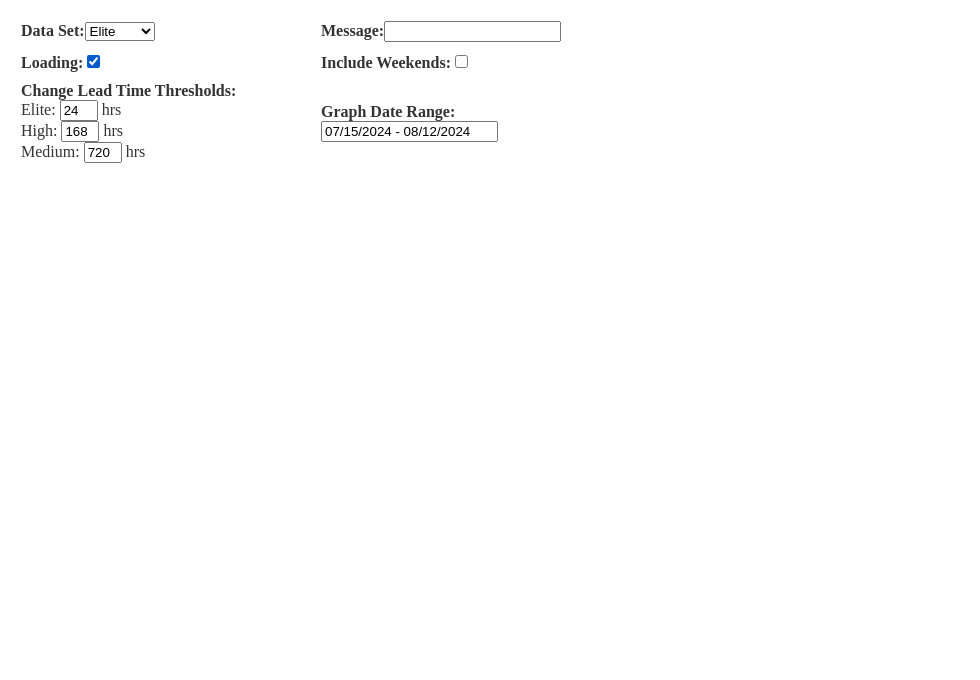 Data Set: Elite
Message:
Loading:
Include Weekends:
Change Lead Time Thresholds:
Elite: 24 hrs
High: 168 hrs
Medium: 720 hrs
Graph Date Range:
07/15/2024 - 08/12/2024